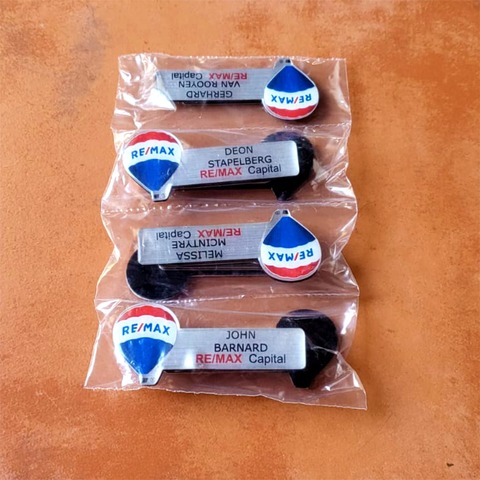 GERHARD
VAN ROOYEN
RE/MAX Capital
RE/MAX
RE/MAX
DEON
STAPELBERG
RE/MAX Capital
MELISSA
MCINTYRE
RE/MAX Capital
RE/MAX
RE/MAX
JOHN
BARNARD
RE/MAX Capital